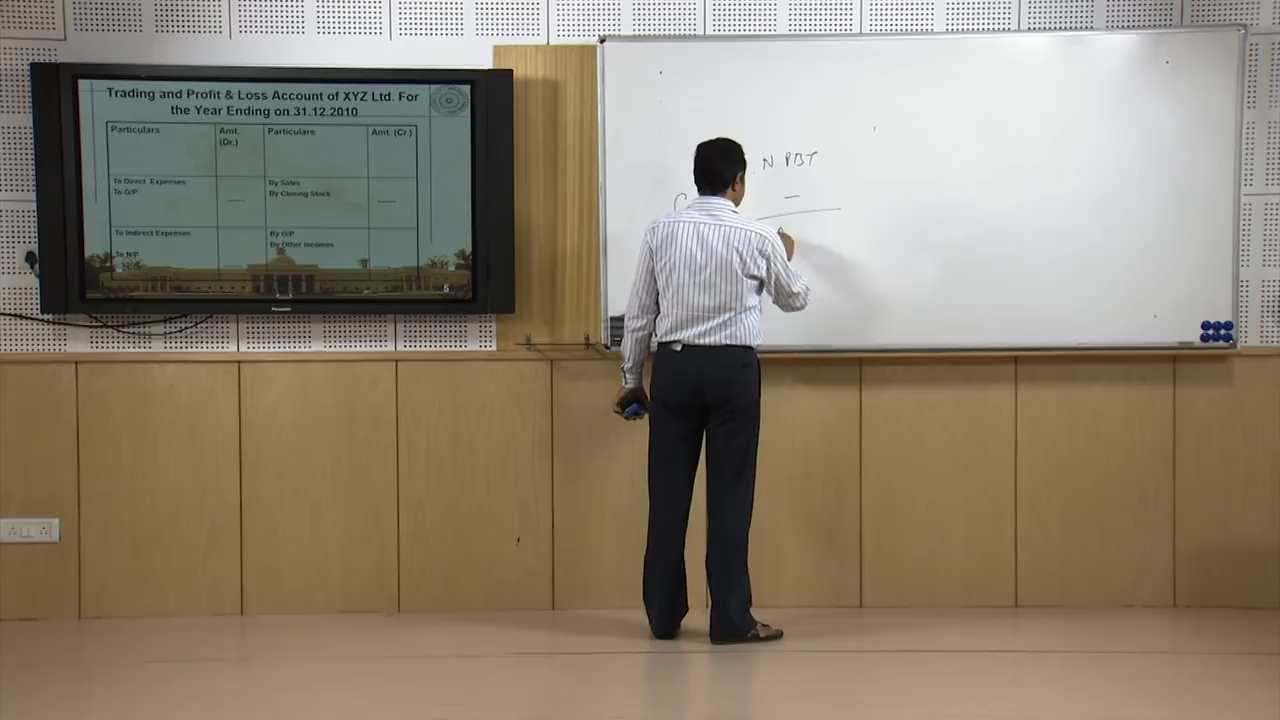 Trading and Profit & Loss Account of XYZ Ltd. For
the Year Ending on 31.12.2010
Particulars Amt. (Dr.) Particulars Amt. (Cr.)
To Direct Expenses By Sales
To G/P By Closing Stock
To Indirect Expenses By G/P
To N/P By Other Incomes
N PBT
Panasonic